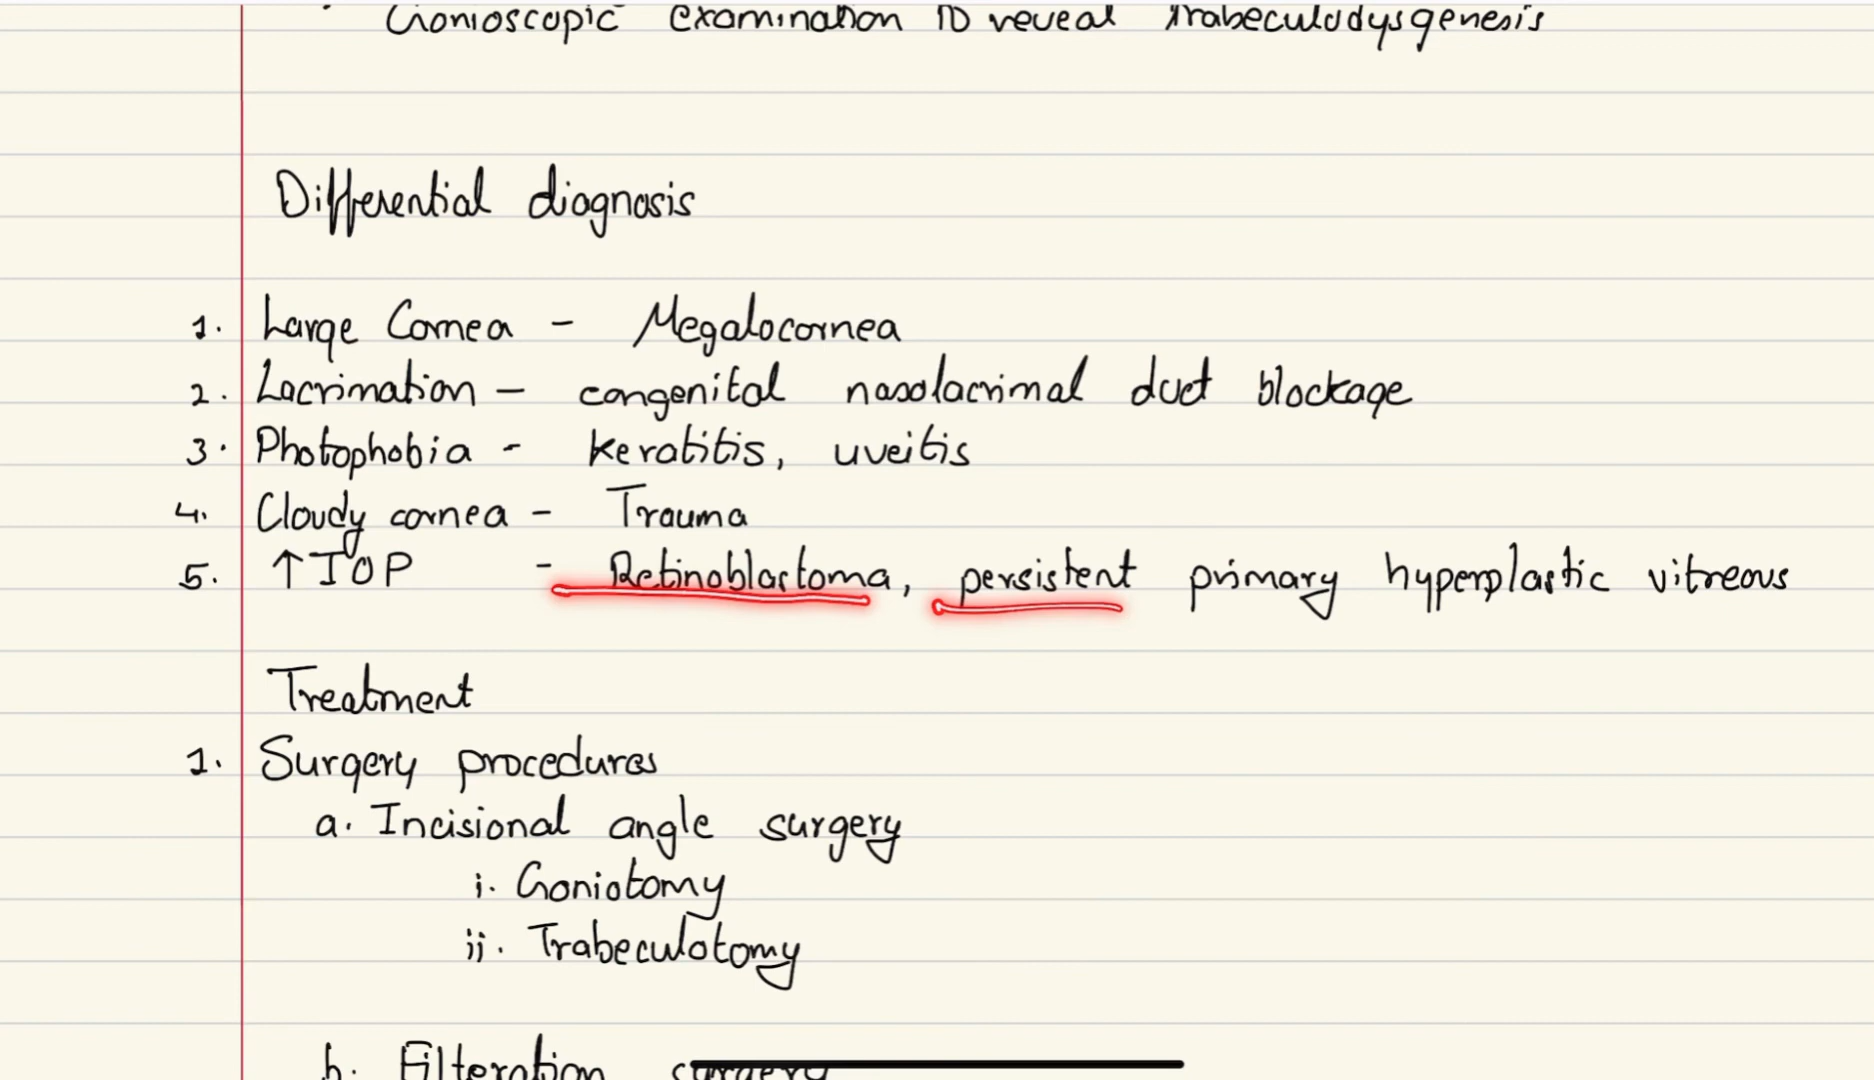 Gonioscopic examination to reveal trabeculodysgenesis
Differential diagnosis
1. Large Cornea - Megalocornea
2. Lacrimation - congenital nasolacrimal duct blockage
3. Photophobia - keratitis, uveitis
4. Cloudy cornea - Trauma
5. ↑IOP - Retinoblastoma, persistent primary hyperplastic vitreous
Treatment
1. Surgery procedures
a. Incisional angle surgery
i. Goniotomy
ii. Trabeculotomy
b. Filteration surgery